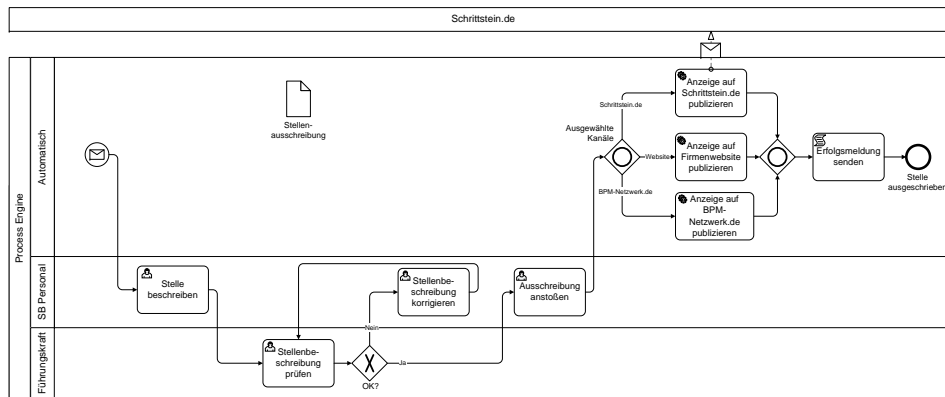 Schrittstein.de
Process Engine
Automatisch
SB Personal
Führungskraft
Stellen-
ausschreibung
Ausgewählte
Kanäle
Schrittstein.de
Website
BPM-Netzwerk.de
Anzeige auf
Schrittstein.de
publizieren
Anzeige auf
Firmenwebsite
publizieren
Anzeige auf
BPM-
Netzwerk.de
publizieren
Erfolgsmeldung
senden
Stelle
ausgeschrieben
Stelle
beschreiben
Stellenbe-
schreibung
korrigieren
Ausschreibung
anstoßen
Stellenbe-
schreibung
prüfen
Nein
Ja
OK?